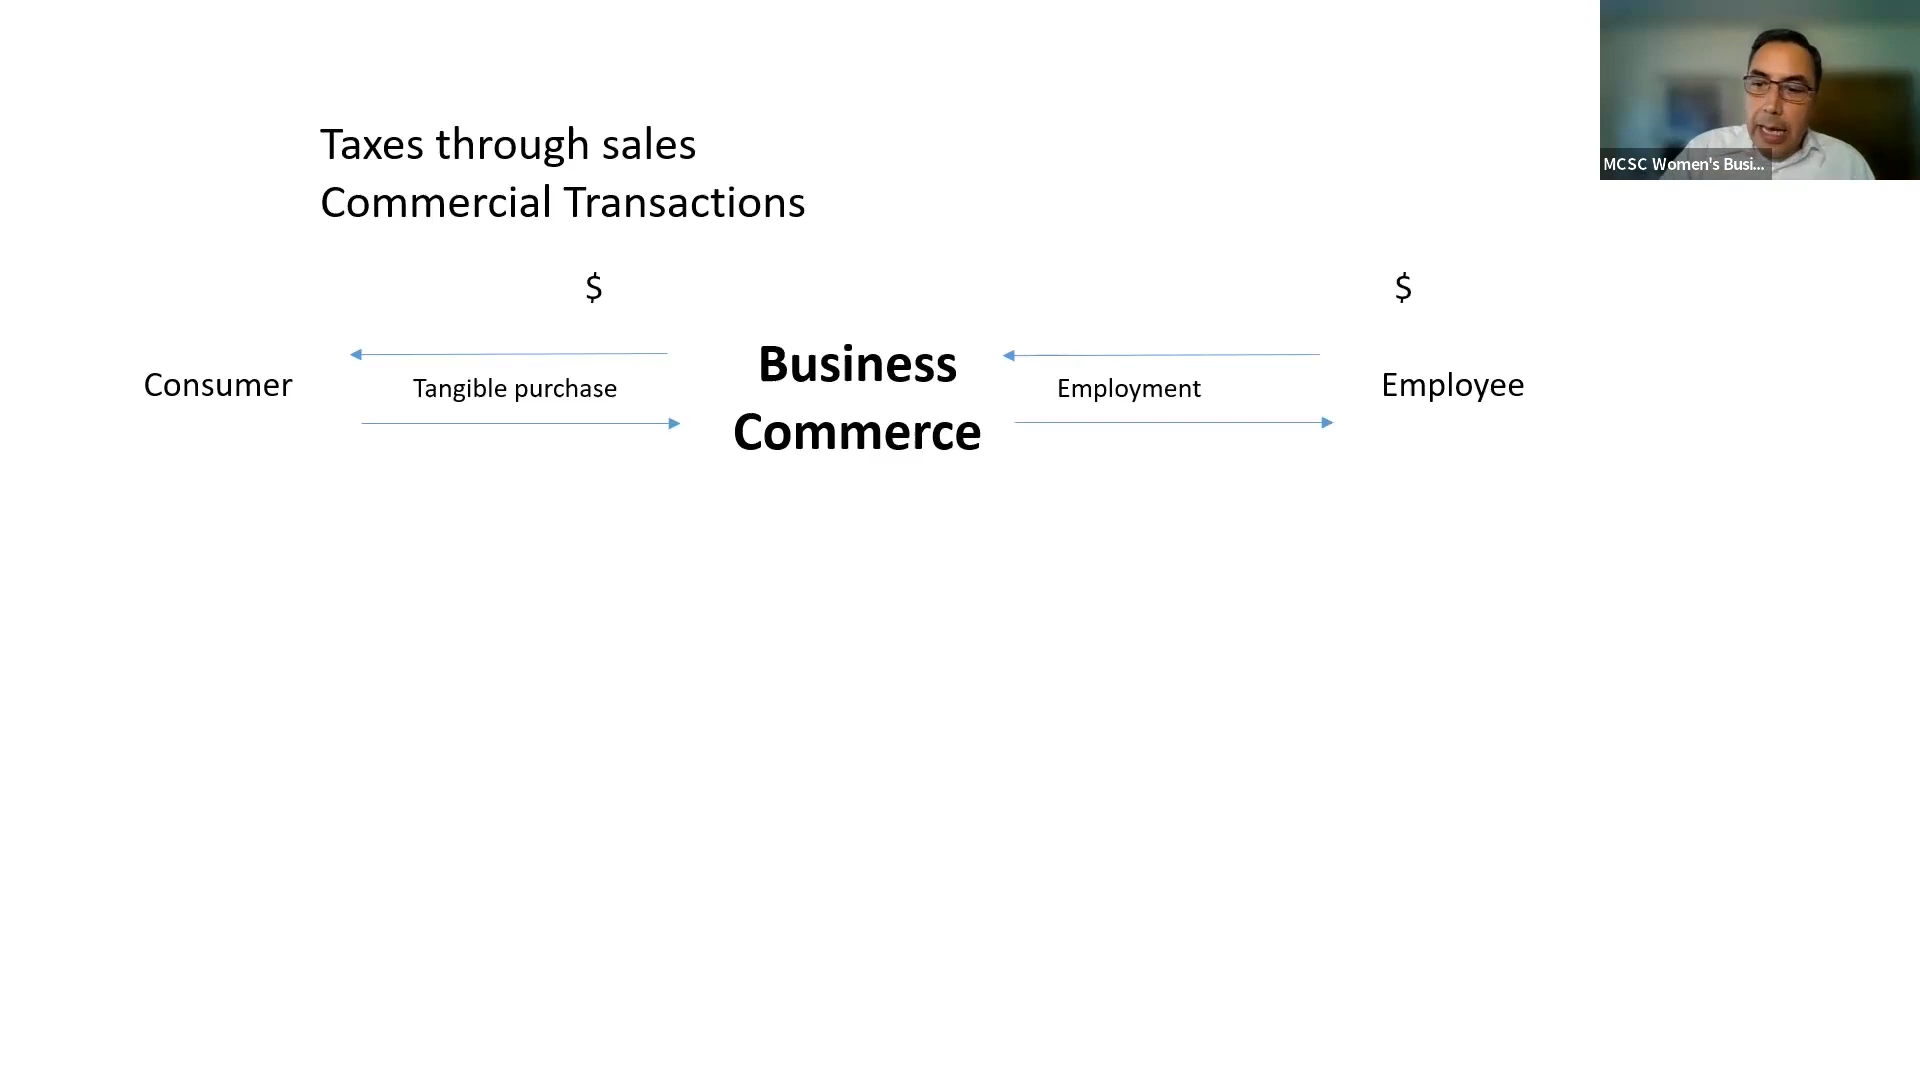 MCSC Women's Busi...
Taxes through sales
Commercial Transactions
$
$
Consumer
Tangible purchase
Business
Commerce
Employment
Employee